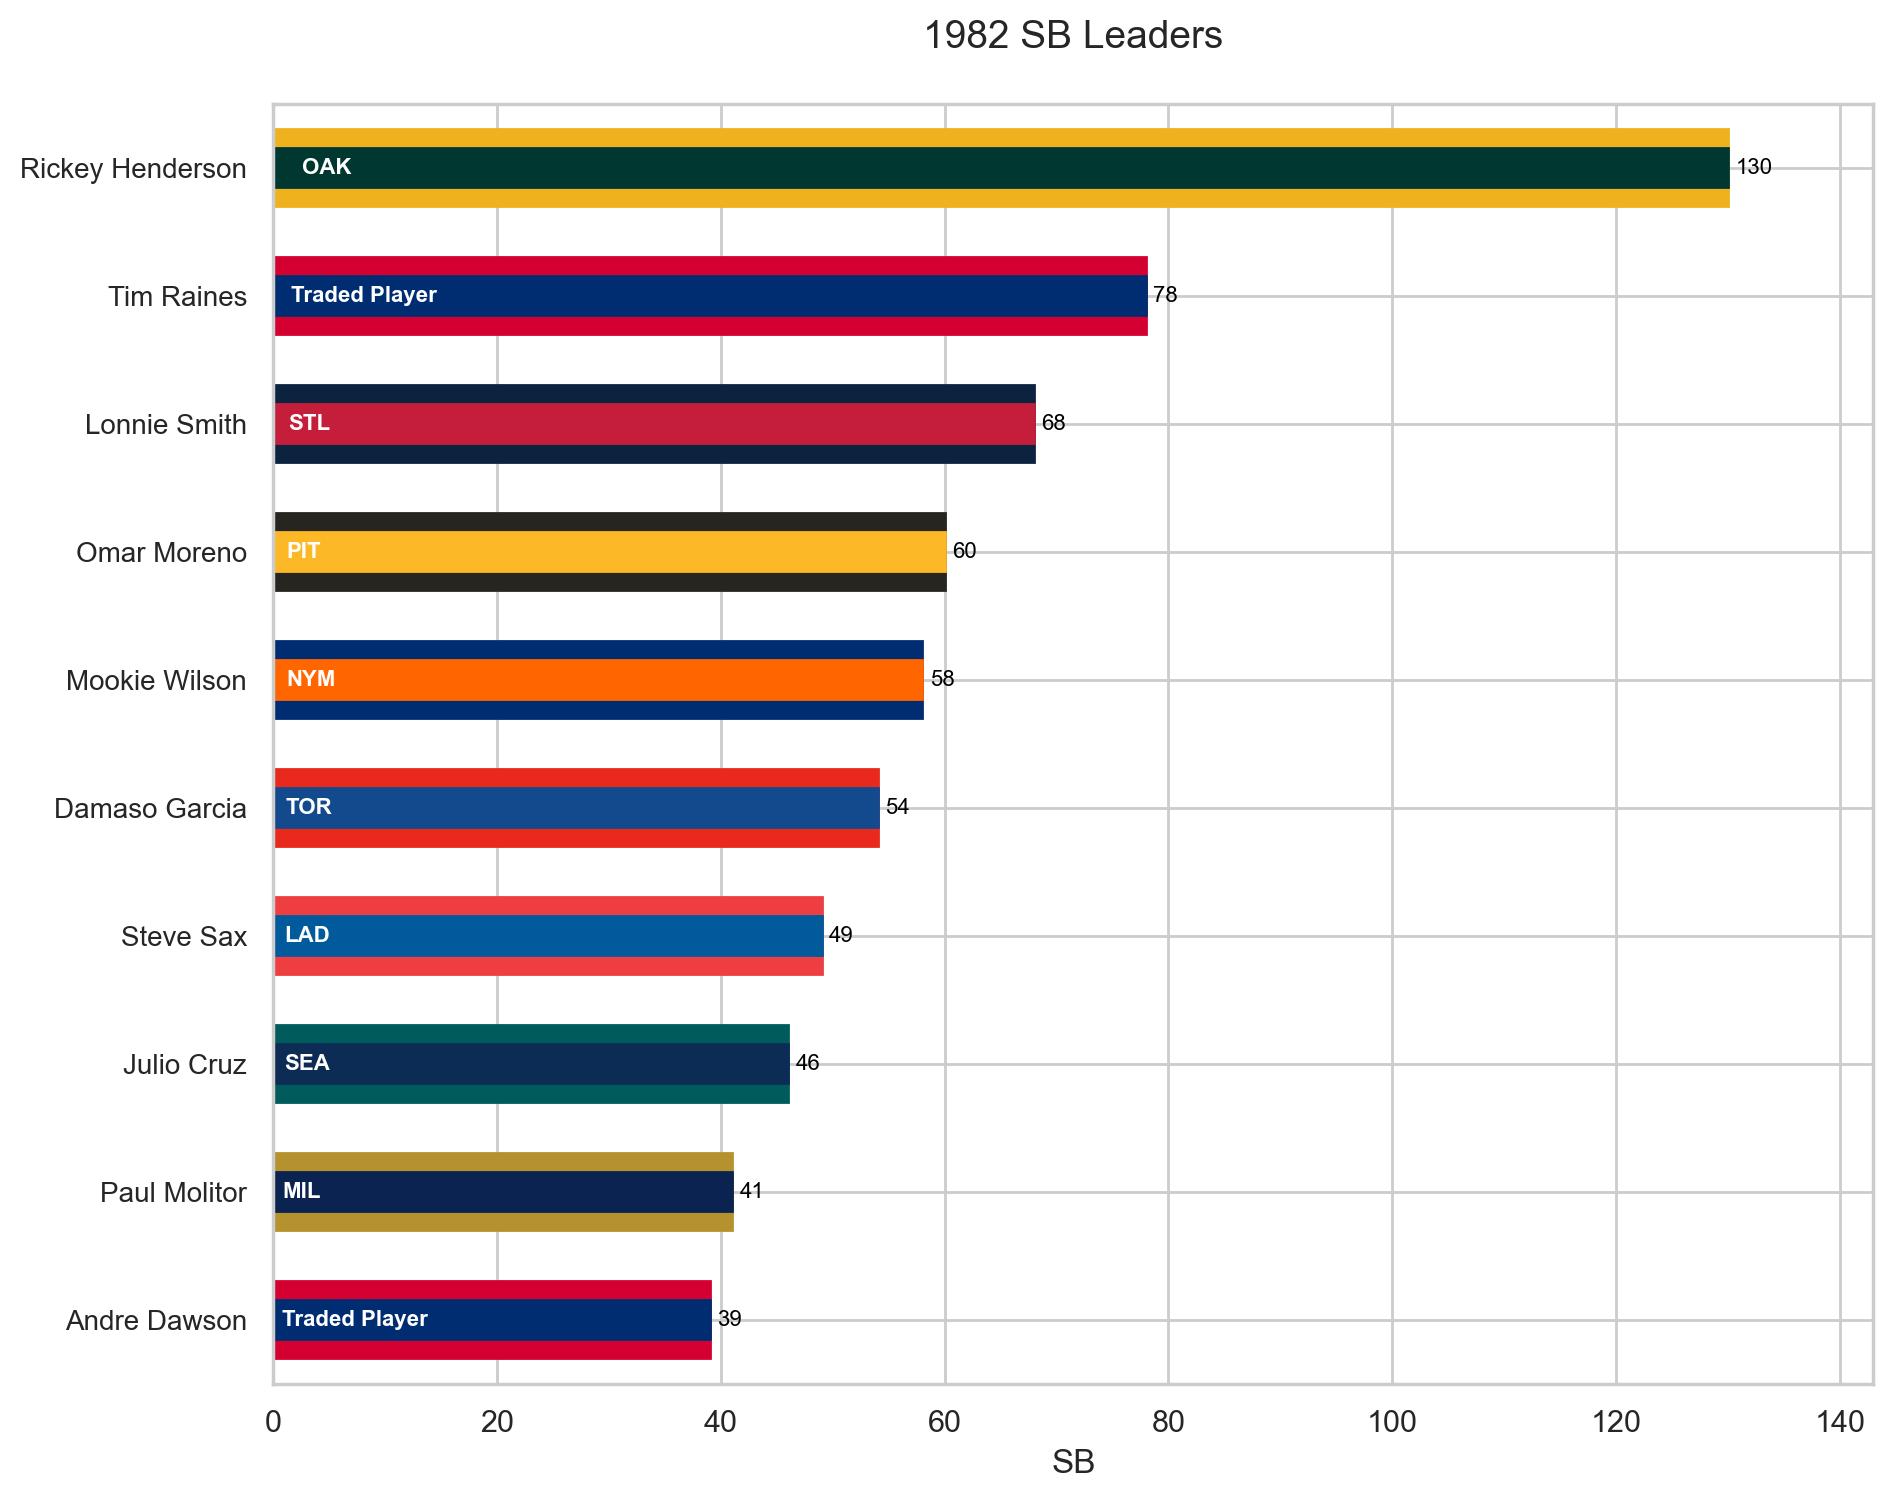 1982 SB Leaders
Rickey Henderson OAK 130
Tim Raines Traded Player 78
Lonnie Smith STL 68
Omar Moreno PIT 60
Mookie Wilson NYM 58
Damaso Garcia TOR 54
Steve Sax LAD 49
Julio Cruz SEA 46
Paul Molitor MIL 41
Andre Dawson Traded Player 39
0 20 40 60 80 100 120 140
SB